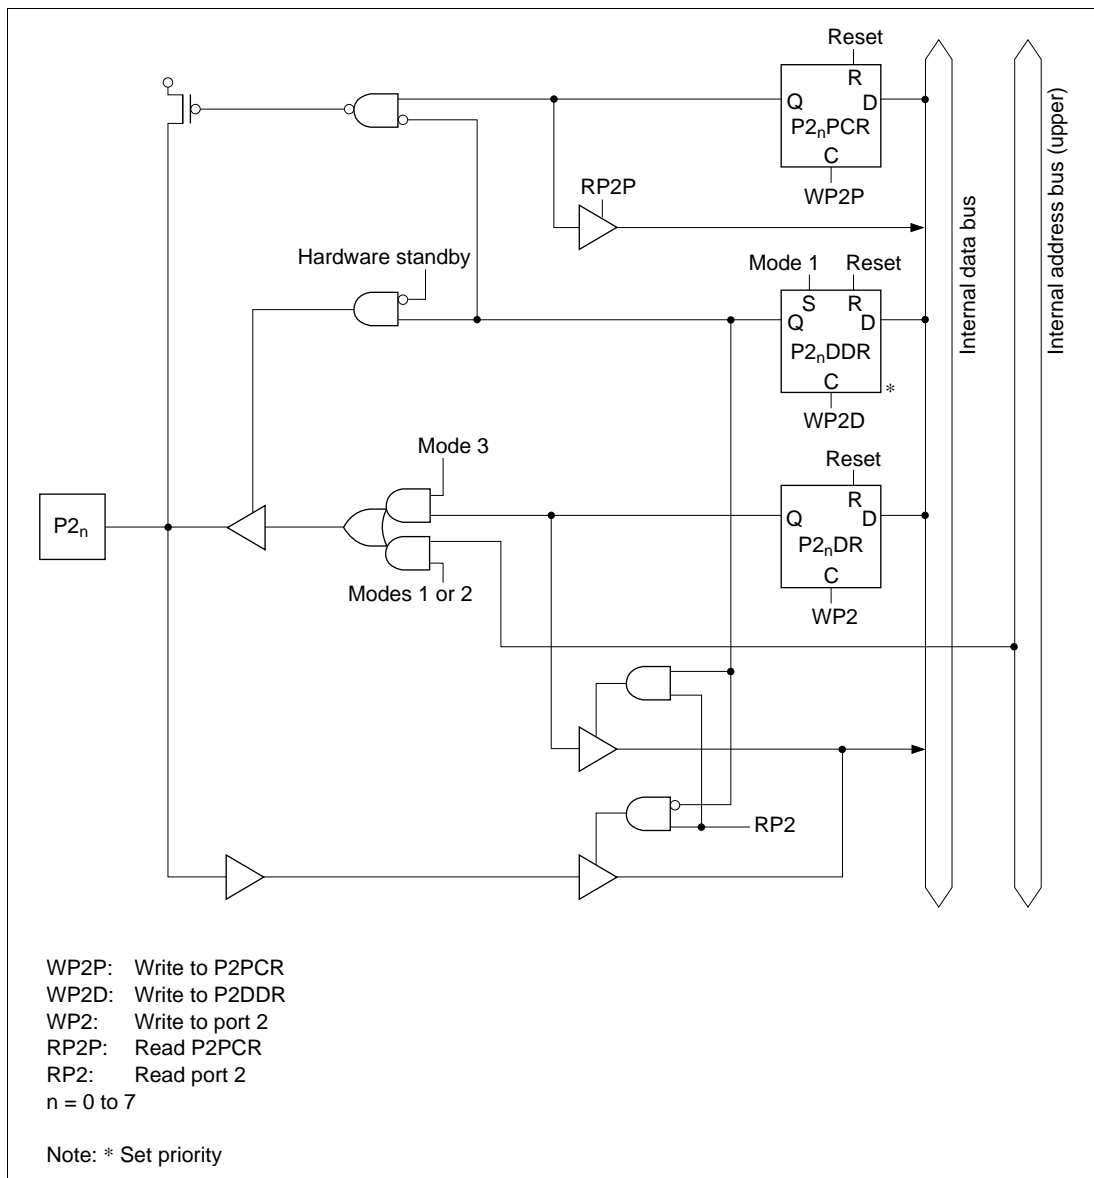 Reset
R
Q D
P2nPCR
C
WP2P
RP2P
Hardware standby
Mode 1 Reset
S R
Q D
P2nDDR
C
*
WP2D
Mode 3
Reset
R
Q D
P2nDR
C
WP2
P2n
Modes 1 or 2
RP2
Internal data bus
Internal address bus (upper)
WP2P: Write to P2PCR
WP2D: Write to P2DDR
WP2: Write to port 2
RP2P: Read P2PCR
RP2: Read port 2
n = 0 to 7
Note: * Set priority